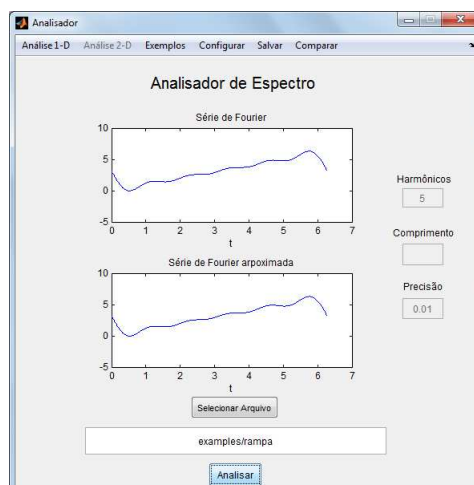 Analisador
Análise 1-D Análise 2-D Exemplos Configurar Salvar Comparar
Analisador de Espectro
Série de Fourier
10
5
0
-5
0 1 2 3 4 5 6 7
t
Harmônicos
5
Comprimento
Precisão
0.01
Série de Fourier arpoximada
10
5
0
-5
0 1 2 3 4 5 6 7
t
Selecionar Arquivo
examples/rampa
Analisar